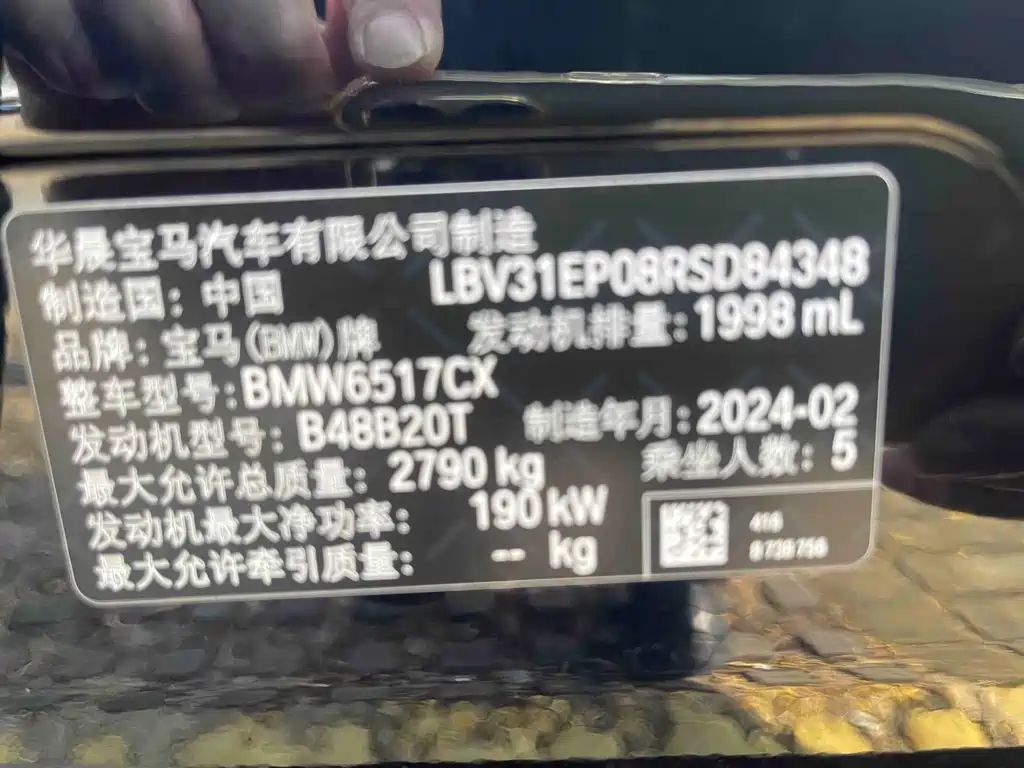 华晨宝马汽车有限公司制造
制造国：中国 LBV31EP08RSD84348
品牌：宝马(BMW)牌 发动机排量：1998 mL
整车型号：BMW6517CX
发动机型号：B48B20T 制造年月：2024-02
最大允许总质量：2790 kg 乘坐人数：5
发动机最大净功率：190 kW
最大允许牵引质量：-- kg